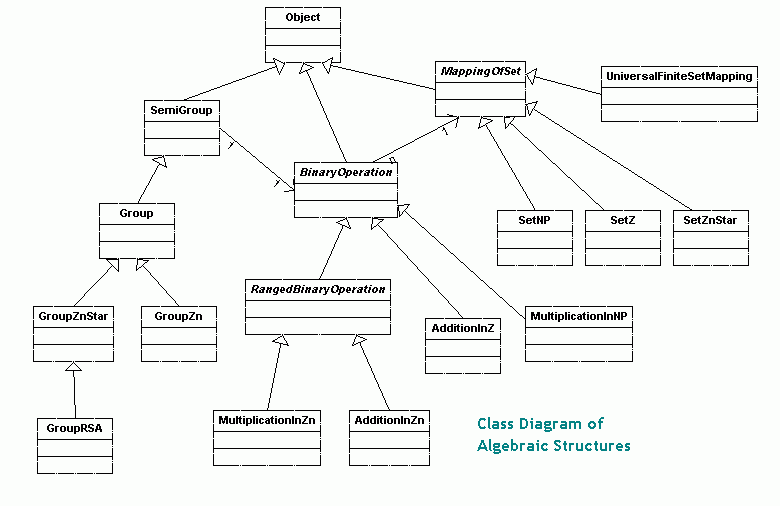 Object
MappingOfSet
UniversalFiniteSetMapping
SemiGroup
BinaryOperation
Group
SetNP
SetZ
SetZnStar
RangedBinaryOperation
GroupZnStar
GroupZn
AdditionInZ
MultiplicationInNP
GroupRSA
MultiplicationInZn
AdditionInZn
Class Diagram of
Algebraic Structures